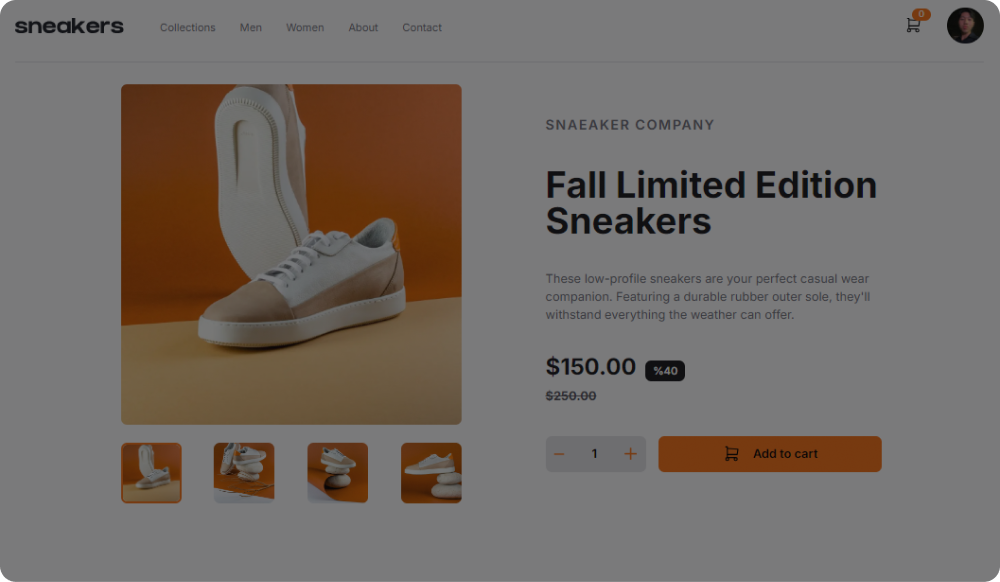 sneakers
Collections Men Women About Contact
0
SNAEAKER COMPANY
Fall Limited Edition
Sneakers
These low-profile sneakers are your perfect casual wear
companion. Featuring a durable rubber outer sole, they'll
withstand everything the weather can offer.
$150.00 %40
$250.00
1
Add to cart